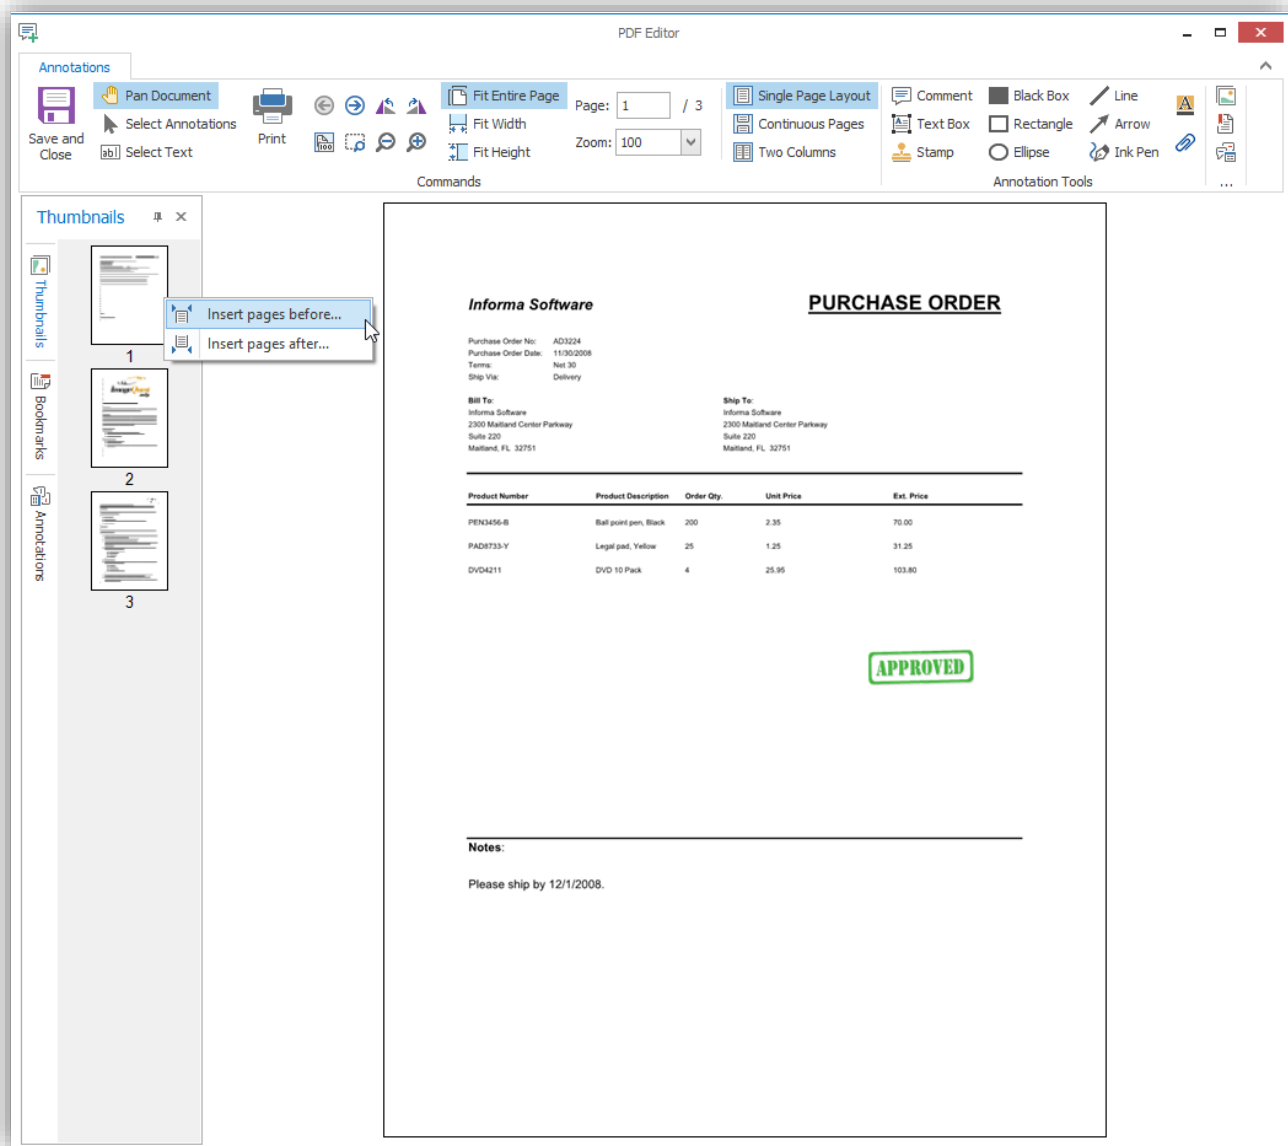 PDF Editor
Annotations
Save and Close
Pan Document
Select Annotations
Select Text
Print
Fit Entire Page
Fit Width
Fit Height
Page: 1 / 3
Zoom: 100
Single Page Layout
Continuous Pages
Two Columns
Comment
Text Box
Stamp
Black Box
Rectangle
Ellipse
Line
Arrow
Ink Pen
Commands
Annotation Tools
...
Thumbnails
Thumbnails
Bookmarks
Annotations
1
2
3
Insert pages before...
Insert pages after...
Informa Software
PURCHASE ORDER
Purchase Order No: AD3224
Purchase Order Date: 11/30/2008
Terms: Net 30
Ship Via: Delivery
Bill To:
Informa Software
2300 Maitland Center Parkway
Suite 220
Maitland, FL 32751
Ship To:
Informa Software
2300 Maitland Center Parkway
Suite 220
Maitland, FL 32751
Product Number Product Description Order Qty. Unit Price Ext. Price
PEN3456-B Ball point pen, Black 200 2.35 70.00
PAD8733-Y Legal pad, Yellow 25 1.25 31.25
DVD4211 DVD 10 Pack 4 25.95 103.80
APPROVED
Notes:
Please ship by 12/1/2008.